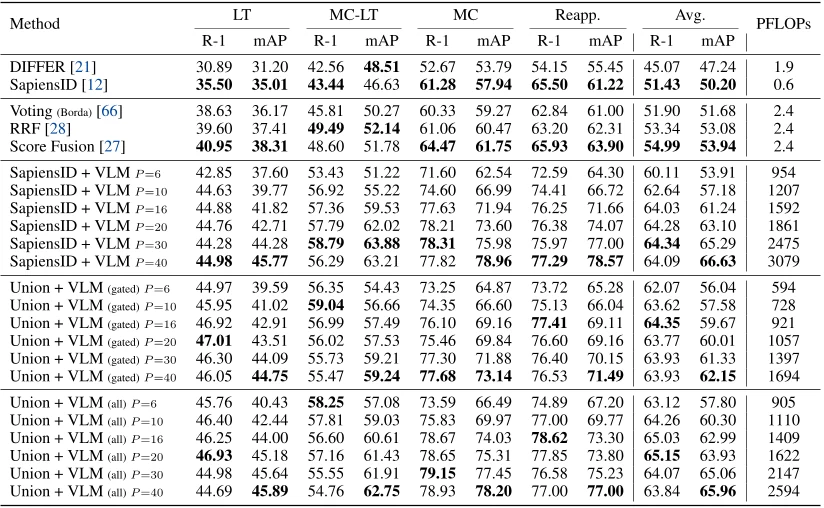 Method LT MC-LT MC Reapp. Avg. PFLOPs
R-1 mAP R-1 mAP R-1 mAP R-1 mAP R-1 mAP
DIFFER [21] 30.89 31.20 42.56 48.51 52.67 53.79 54.15 55.45 45.07 47.24 1.9
SapiensID [12] 35.50 35.01 43.44 46.63 61.28 57.94 65.50 61.22 51.43 50.20 0.6
Voting (Borda) [66] 38.63 36.17 45.81 50.27 60.33 59.27 62.84 61.00 51.90 51.68 2.4
RRF [28] 39.60 37.41 49.49 52.14 61.06 60.47 63.20 62.31 53.34 53.08 2.4
Score Fusion [27] 40.95 38.31 48.60 51.78 64.47 61.75 65.93 63.90 54.99 53.94 2.4
SapiensID + VLM P=6 42.85 37.60 53.43 51.22 71.60 62.54 72.59 64.30 60.11 53.91 954
SapiensID + VLM P=10 44.63 39.77 56.92 55.22 74.60 66.99 74.41 66.72 62.64 57.18 1207
SapiensID + VLM P=16 44.88 41.82 57.36 59.53 77.63 71.94 76.25 71.66 64.03 61.24 1592
SapiensID + VLM P=20 44.76 42.71 57.79 62.02 78.21 73.60 76.38 74.07 64.28 63.10 1861
SapiensID + VLM P=30 44.28 44.28 58.79 63.88 78.31 75.98 75.97 77.00 64.34 65.29 2475
SapiensID + VLM P=40 44.98 45.77 56.29 63.21 77.82 78.96 77.29 78.57 64.09 66.63 3079
Union + VLM (gated) P=6 44.97 39.59 56.35 54.43 73.25 64.87 73.72 65.28 62.07 56.04 594
Union + VLM (gated) P=10 45.95 41.02 59.04 56.66 74.35 66.60 75.13 66.04 63.62 57.58 728
Union + VLM (gated) P=16 46.92 42.91 56.99 57.49 76.10 69.16 77.41 69.11 64.35 59.67 921
Union + VLM (gated) P=20 47.01 43.51 56.02 57.53 75.46 69.84 76.60 69.16 63.77 60.01 1057
Union + VLM (gated) P=30 46.30 44.09 55.73 59.21 77.30 71.88 76.40 70.15 63.93 61.33 1397
Union + VLM (gated) P=40 46.05 44.75 55.47 59.24 77.68 73.14 76.53 71.49 63.93 62.15 1694
Union + VLM (all) P=6 45.76 40.43 58.25 57.08 73.59 66.49 74.89 67.20 63.12 57.80 905
Union + VLM (all) P=10 46.40 42.44 57.81 59.03 75.83 69.97 77.00 69.77 64.26 60.30 1110
Union + VLM (all) P=16 46.25 44.00 56.60 60.61 78.67 74.03 78.62 73.30 65.03 62.99 1409
Union + VLM (all) P=20 46.93 45.18 57.16 61.43 78.65 75.31 77.85 73.80 65.15 63.93 1622
Union + VLM (all) P=30 44.98 45.64 55.55 61.91 79.15 77.45 76.58 75.23 64.07 65.06 2147
Union + VLM (all) P=40 44.69 45.89 54.76 62.75 78.93 78.20 77.00 77.00 63.84 65.96 2594